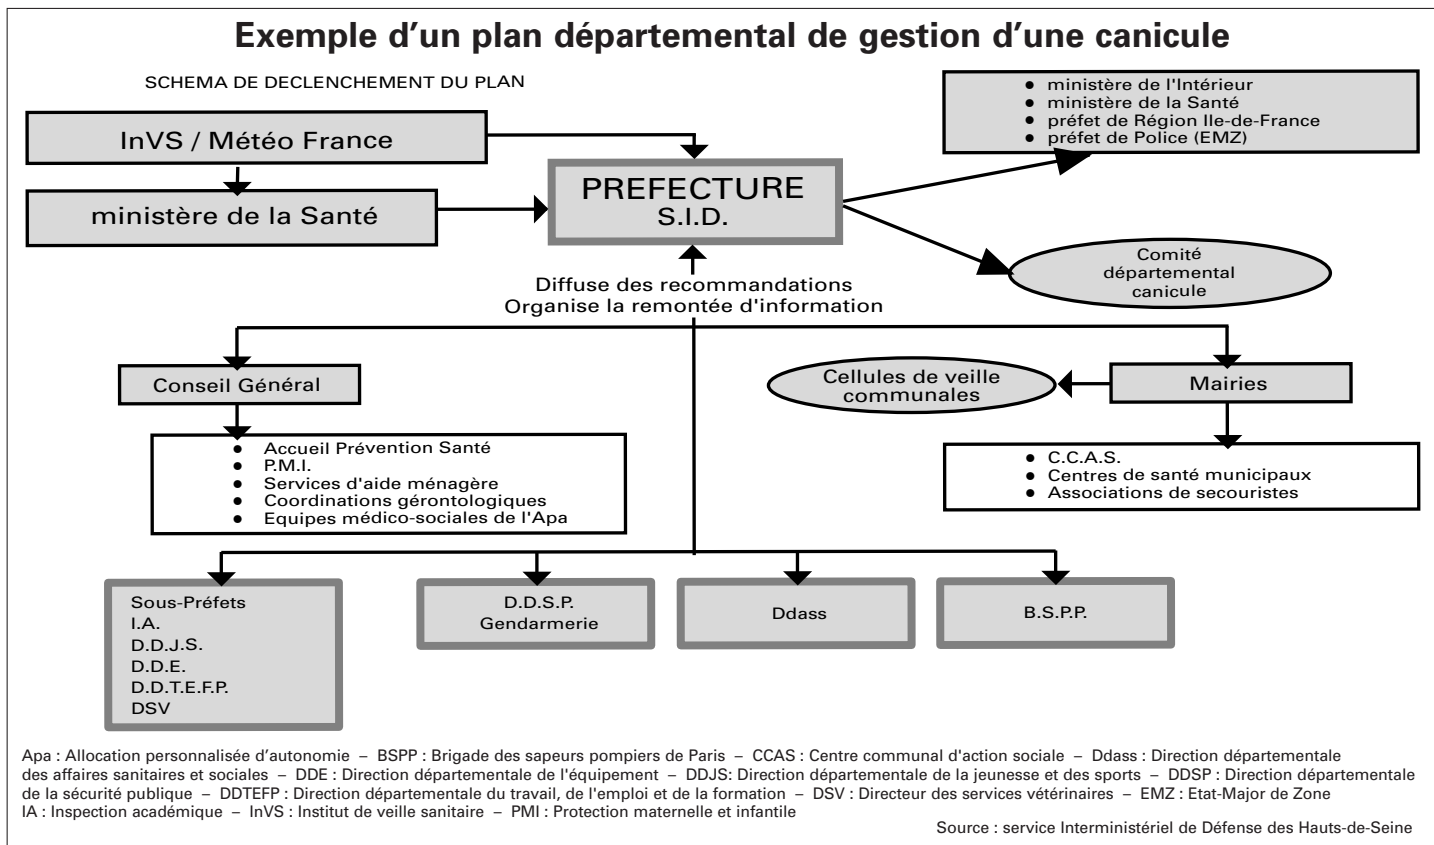 Exemple d’un plan départemental de gestion d’une canicule
SCHEMA DE DECLENCHEMENT DU PLAN
InVS / Météo France
ministère de la Santé
PREFECTURE
S.I.D.
● ministère de l'Intérieur
● ministère de la Santé
● préfet de Région Ile-de-France
● préfet de Police (EMZ)
Comité
départemental
canicule
Diffuse des recommandations
Organise la remontée d'information
Conseil Général
● Accueil Prévention Santé
● P.M.I.
● Services d'aide ménagère
● Coordinations gérontologiques
● Equipes médico-sociales de l'Apa
Cellules de veille
communales
Mairies
● C.C.A.S.
● Centres de santé municipaux
● Associations de secouristes
Sous-Préfets
I.A.
D.D.J.S.
D.D.E.
D.D.T.E.F.P.
DSV
D.D.S.P.
Gendarmerie
Ddass
B.S.P.P.
Apa : Allocation personnalisée d’autonomie – BSPP : Brigade des sapeurs pompiers de Paris – CCAS : Centre communal d'action sociale – Ddass : Direction départementale
des affaires sanitaires et sociales – DDE : Direction départementale de l'équipement – DDJS: Direction départementale de la jeunesse et des sports – DDSP : Direction départementale
de la sécurité publique – DDTEFP : Direction départementale du travail, de l'emploi et de la formation – DSV : Directeur des services vétérinaires – EMZ : Etat-Major de Zone
IA : Inspection académique – InVS : Institut de veille sanitaire – PMI : Protection maternelle et infantile
Source : service Interministériel de Défense des Hauts-de-Seine